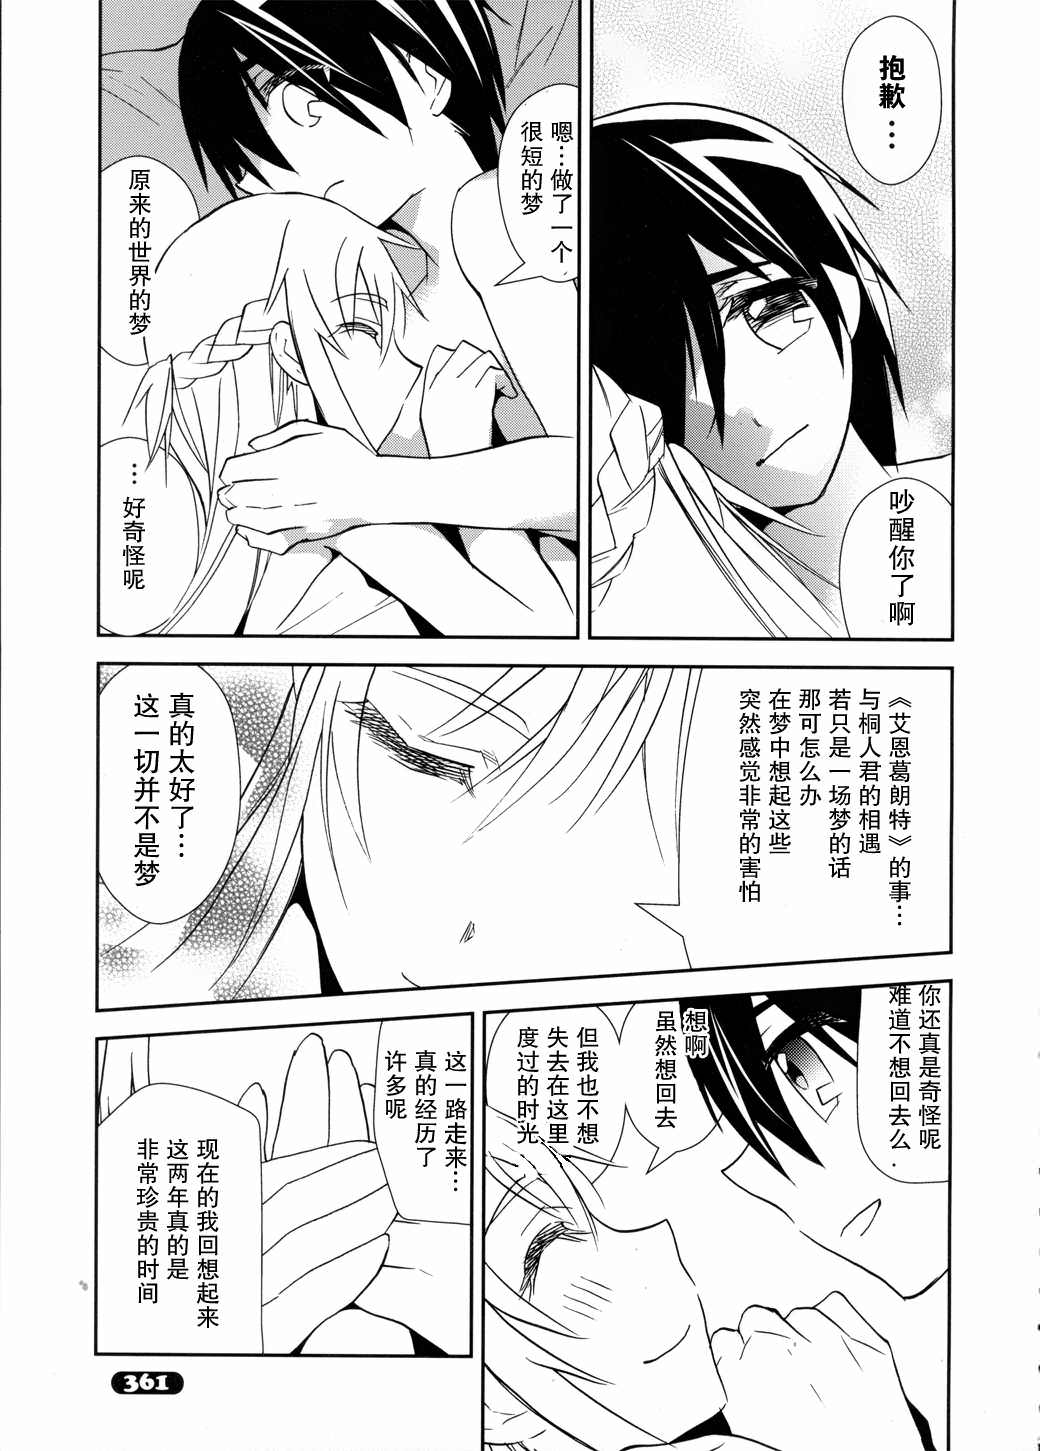 抱歉…
吵醒你了啊
嗯…做了一个
很短的梦
原来的世界的梦
…好奇怪呢
《艾恩葛朗特》的事…
与桐人君的相遇
若只是一场梦的话
那可怎么办
在梦中想起这些
突然感觉非常的害怕
真的太好了…
这一切并不是梦
你还真是奇怪呢
难道不想回去么
想啊
虽然想回去
但我也不想
失去在这里
度过的时光
这一路走来…
真的经历了
许多呢
现在的我回想起来
这两年真的是
非常珍贵的时间
361